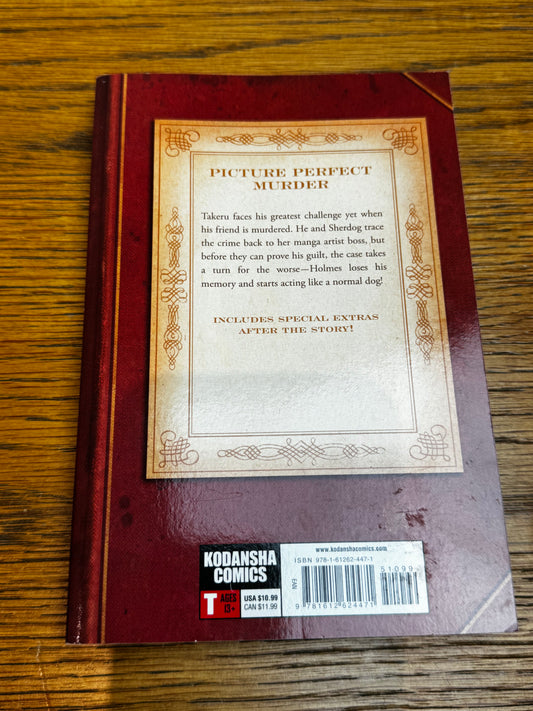 PICTURE PERFECT
MURDER
Takeru faces his greatest challenge yet when
his friend is murdered. He and Sherdog trace
the crime back to her manga artist boss, but
before they can prove his guilt, the case takes
a turn for the worse—Holmes loses his
memory and starts acting like a normal dog!
INCLUDES SPECIAL EXTRAS
AFTER THE STORY!
KODANSHA
COMICS
T AGES
13+
USA $10.99
CAN $11.99
www.kodanshacomics.com
ISBN 978-1-61262-447-1
51099
EAN
9 781612 624471